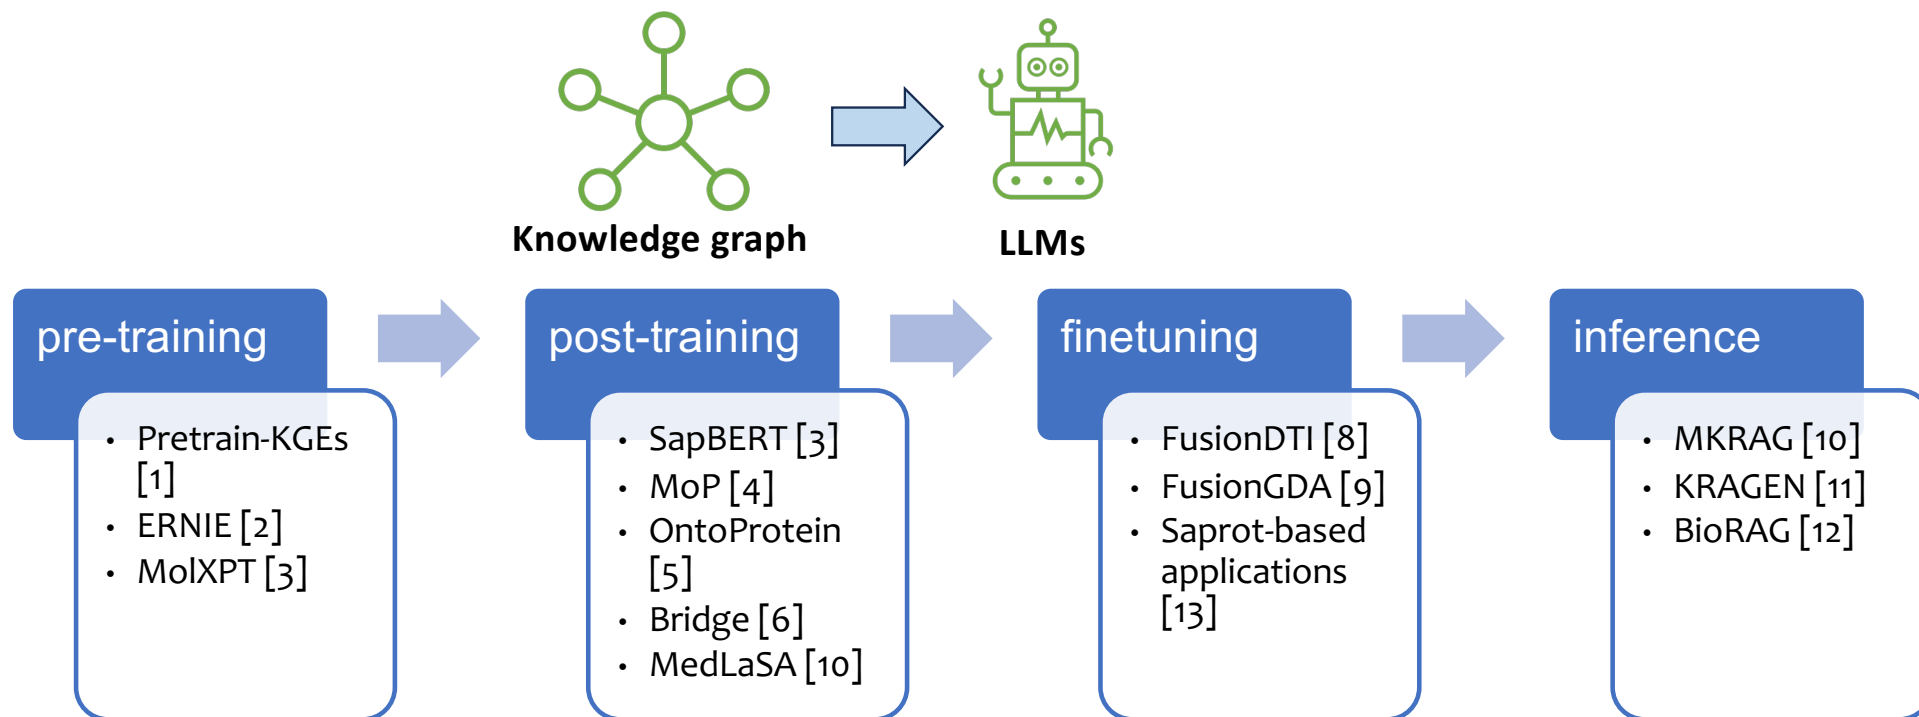 Knowledge graph
LLMs
pre-training
• Pretrain-KGEs
[1]
• ERNIE [2]
• MolXPT [3]
post-training
• SapBERT [3]
• MoP [4]
• OntoProtein
[5]
• Bridge [6]
• MedLaSA [10]
finetuning
• FusionDTI [8]
• FusionGDA [9]
• Saprot-based
applications
[13]
inference
• MKRAG [10]
• KRAGEN [11]
• BioRAG [12]